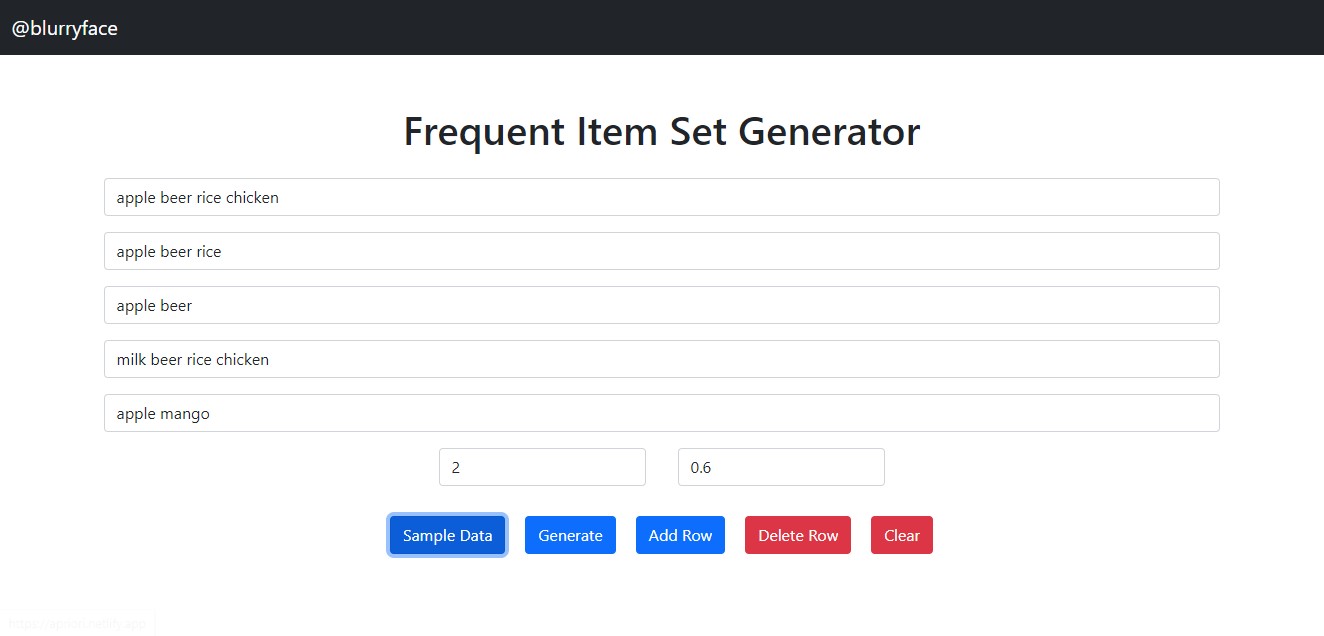 @blurryface
Frequent Item Set Generator
apple beer rice chicken
apple beer rice
apple beer
milk beer rice chicken
apple mango
2 0.6
Sample Data Generate Add Row Delete Row Clear